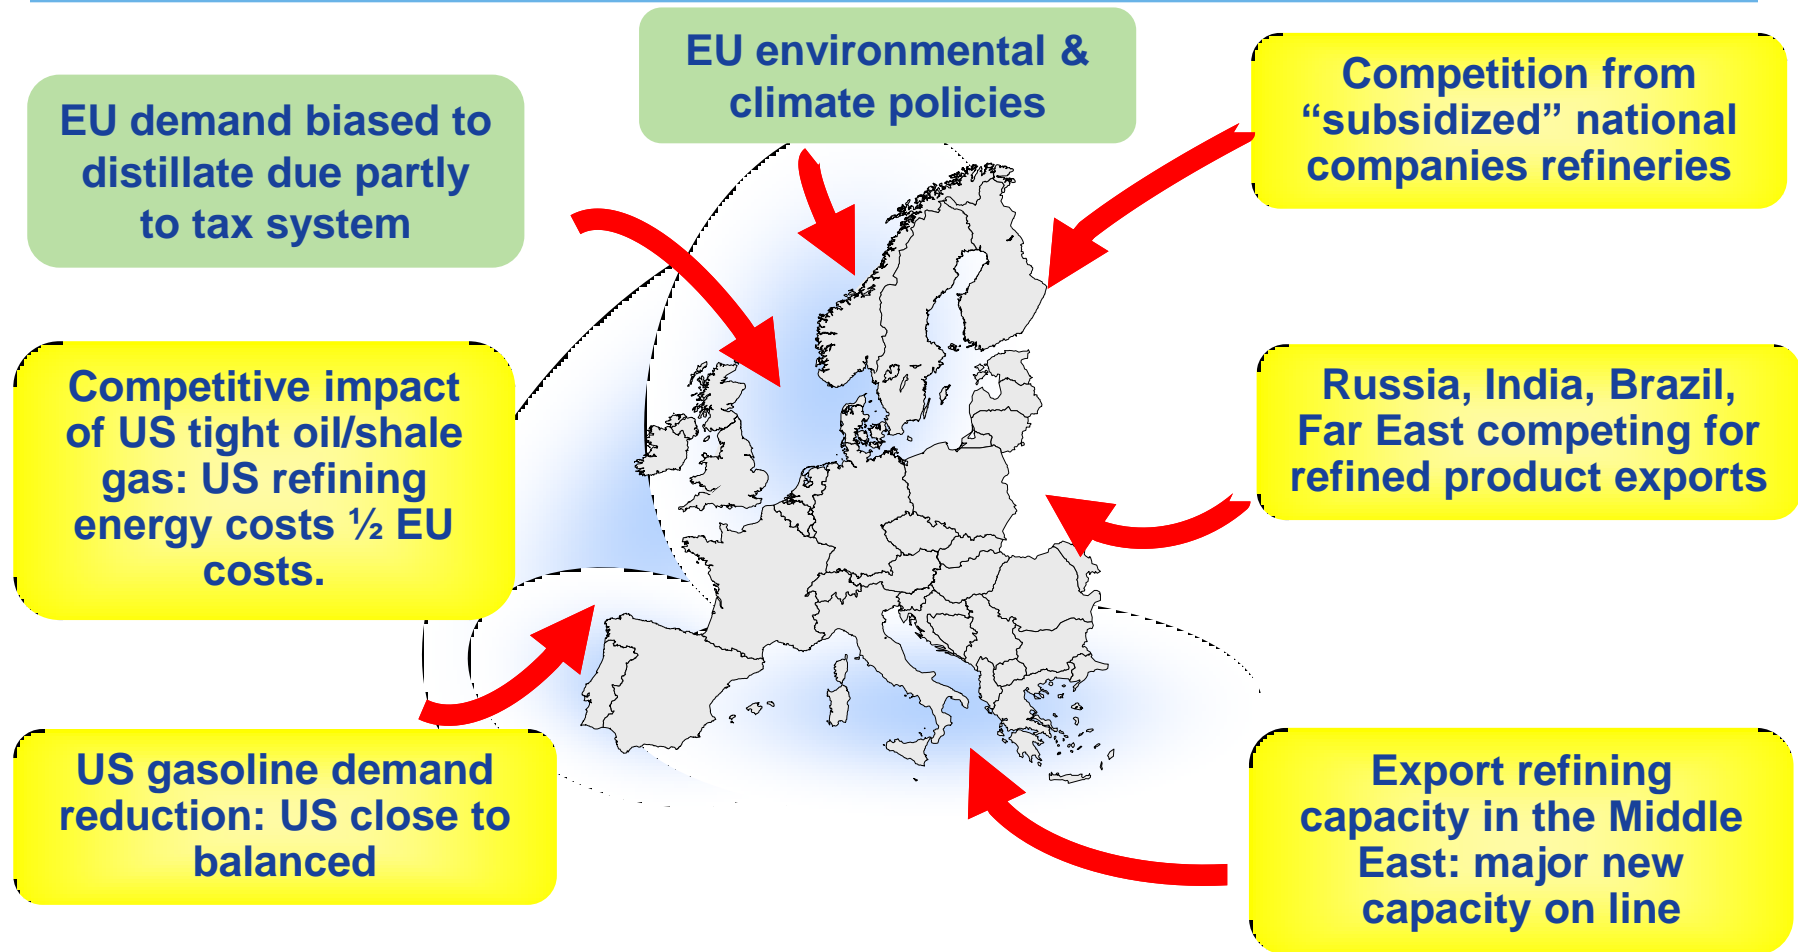 EU environmental &
climate policies
EU demand biased to
distillate due partly
to tax system
Competition from
“subsidized” national
companies refineries
Competitive impact
of US tight oil/shale
gas: US refining
energy costs ½ EU
costs.
Russia, India, Brazil,
Far East competing for
refined product exports
US gasoline demand
reduction: US close to
balanced
Export refining
capacity in the Middle
East: major new
capacity on line